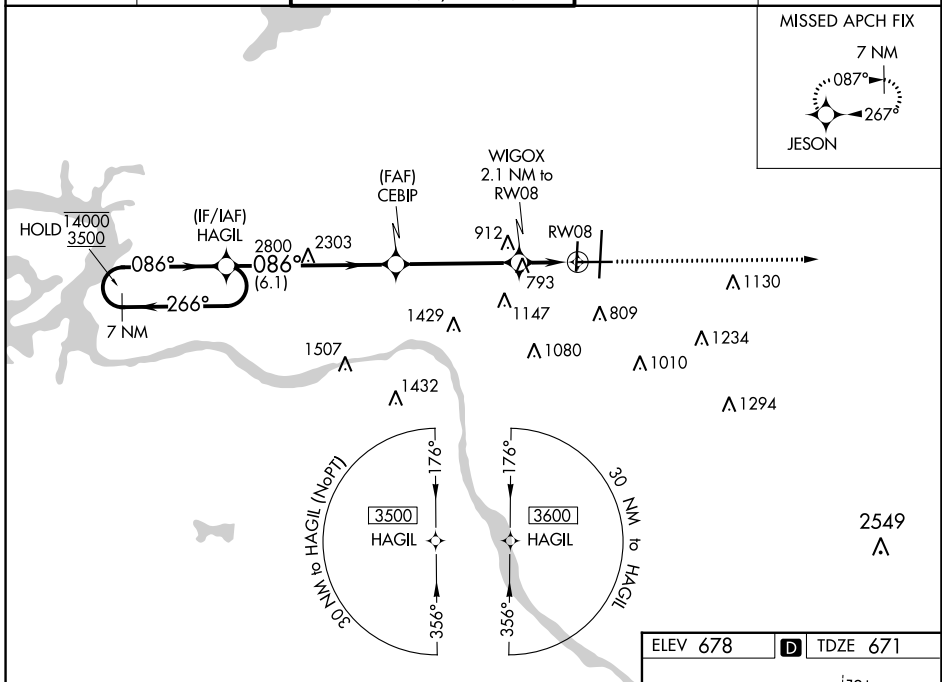 MISSED APCH FIX
7 NM
087°
267°
JESON
WIGOX
2.1 NM to
RW08
(FAF)
CEBIP
(IF/IAF)
HAGIL
HOLD 14000
3500
2800
2303
912
RW08
086°
086°
(6.1)
793
1130
266°
7 NM
1147
809
1429
1234
1507
1080
1010
1432
1294
30 NM to HAGIL (NoPT)
176°
3500
HAGIL
356°
176°
3600
HAGIL
356°
30 NM to HAGIL
2549
ELEV 678
D
TDZE 671